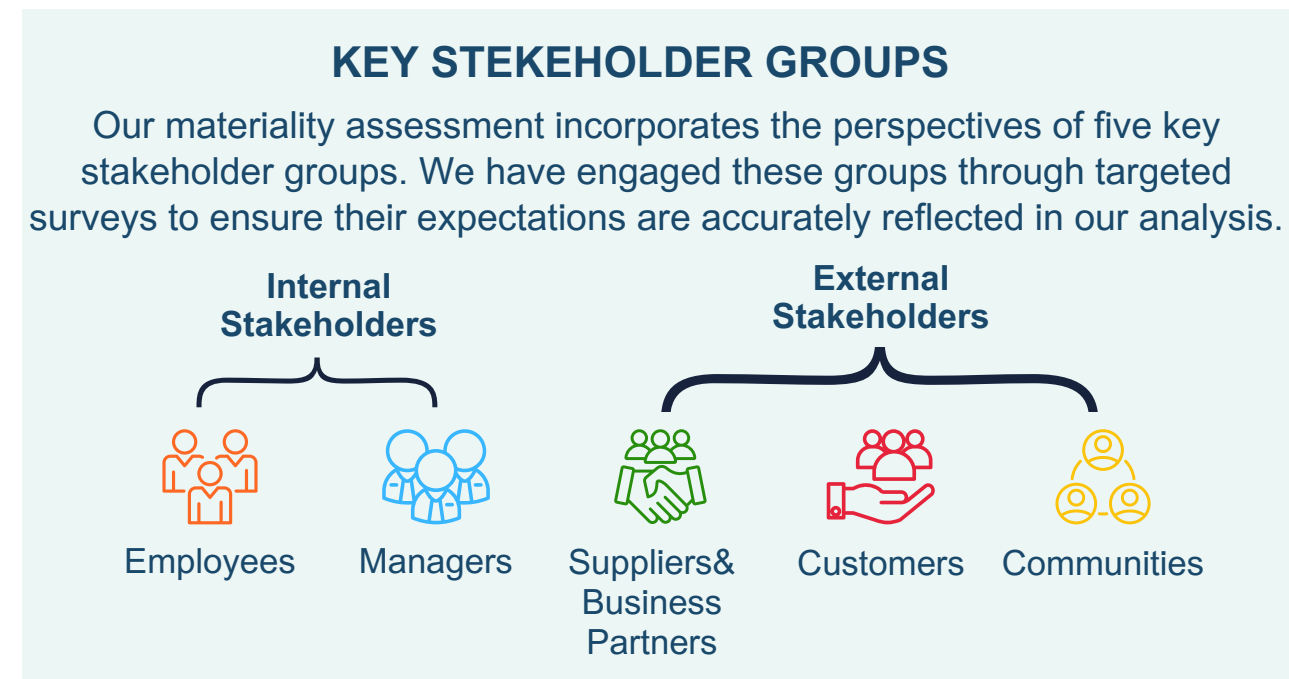 KEY STEKEHOLDER GROUPS
Our materiality assessment incorporates the perspectives of five key
stakeholder groups. We have engaged these groups through targeted
surveys to ensure their expectations are accurately reflected in our analysis.
Internal
Stakeholders
External
Stakeholders
Employees
Managers
Suppliers&
Business
Partners
Customers
Communities